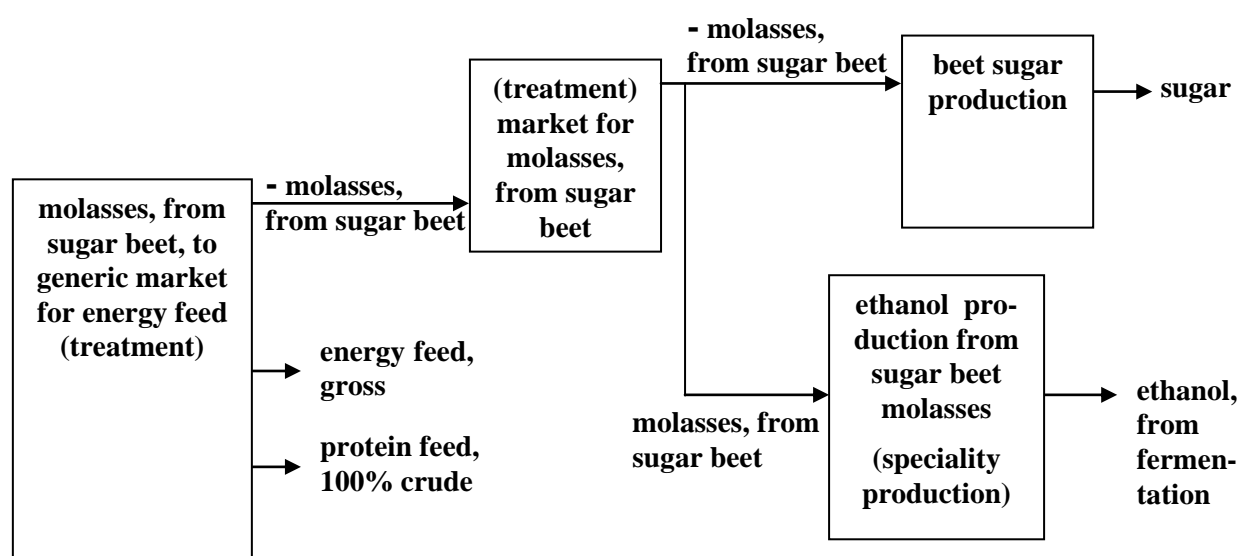 - molasses,
from sugar beet
beet sugar
production
sugar
(treatment)
market for
molasses,
from sugar
beet
- molasses,
from sugar beet
molasses, from
sugar beet, to
generic market
for energy feed
(treatment)
energy feed,
gross
protein feed,
100% crude
molasses, from
sugar beet
ethanol pro-
duction from
sugar beet
molasses
(speciality
production)
ethanol,
from
fermen-
tation